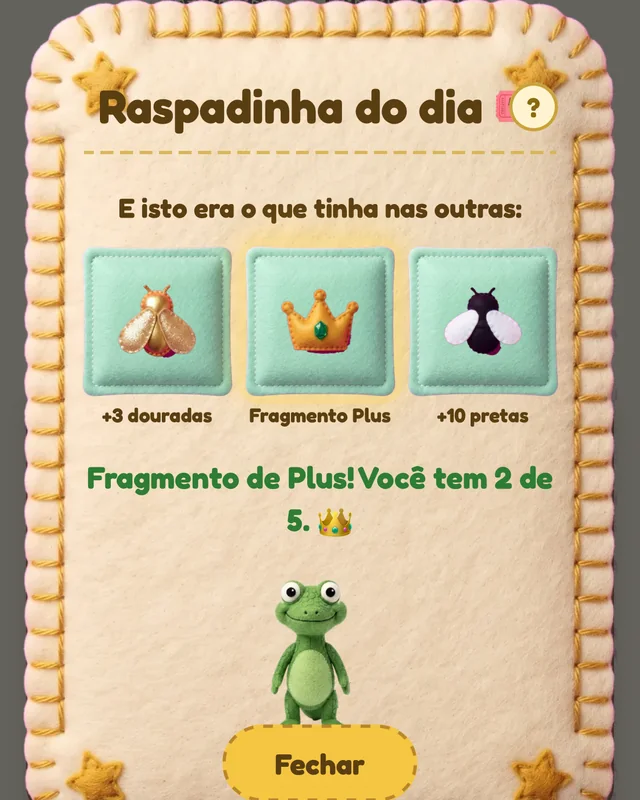 Raspadinha do dia
?
E isto era o que tinha nas outras:
+3 douradas
Fragmento Plus
+10 pretas
Fragmento de Plus! Você tem 2 de
5. 👑
Fechar